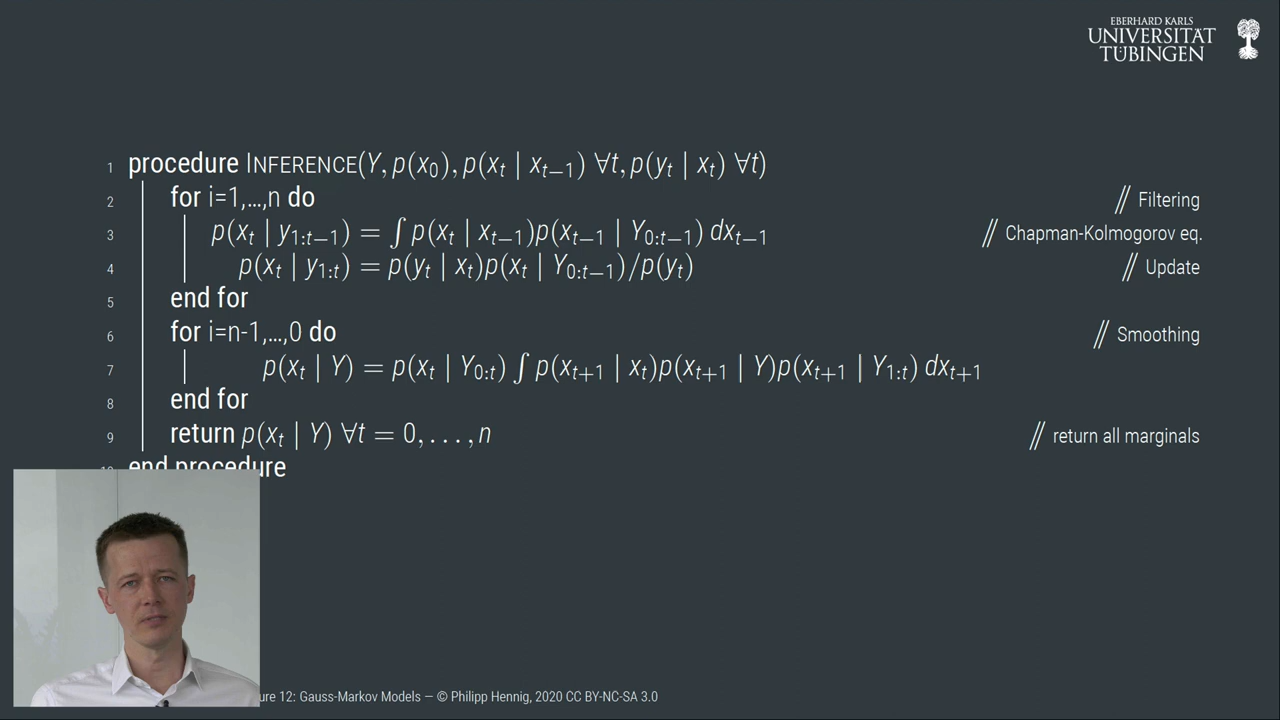 EBERHARD KARLS
UNIVERSITÄT
TÜBINGEN
1 procedure INFERENCE(Y, p(x₀), p(xₜ | xₜ₋₁) ∀t, p(yₜ | xₜ) ∀t)
2 for i=1,…,n do // Filtering
3 p(xₜ | y₁:ₜ₋₁) = ∫ p(xₜ | xₜ₋₁)p(xₜ₋₁ | Y₀:ₜ₋₁) dxₜ₋₁ // Chapman-Kolmogorov eq.
4 p(xₜ | y₁:ₜ) = p(yₜ | xₜ)p(xₜ | Y₀:ₜ₋₁)/p(yₜ) // Update
5 end for
6 for i=n-1,…,0 do // Smoothing
7 p(xₜ | Y) = p(xₜ | Y₀:ₜ) ∫ p(xₜ₊₁ | xₜ)p(xₜ₊₁ | Y)p(xₜ₊₁ | Y₁:ₜ) dxₜ₊₁
8 end for
9 return p(xₜ | Y) ∀t = 0, . . . , n // return all marginals
end procedure
ure 12: Gauss-Markov Models — © Philipp Hennig, 2020 CC BY-NC-SA 3.0